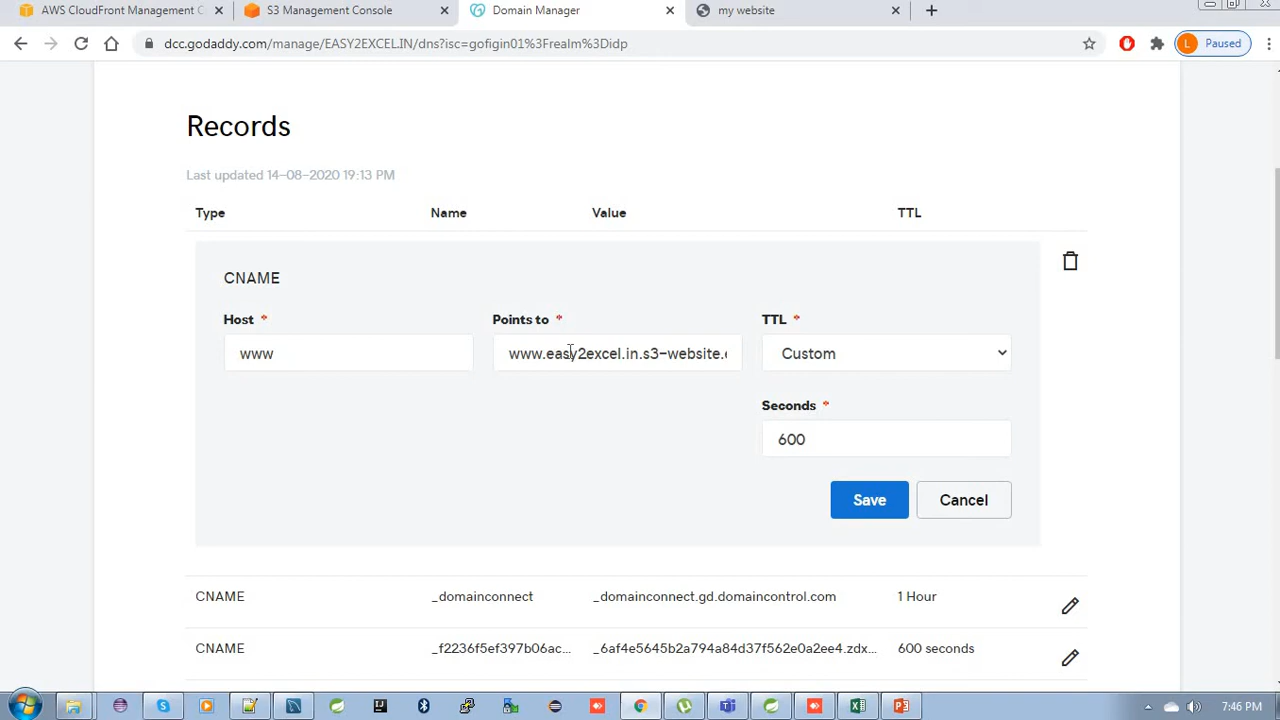 AWS CloudFront Management C
S3 Management Console
Domain Manager
my website
dcc.godaddy.com/manage/EASY2EXCEL.IN/dns?isc=gofigin01%3Frealm%3Didp
L Paused
Records
Last updated 14-08-2020 19:13 PM
Type Name Value TTL
CNAME
Host * Points to * TTL *
www www.easy2excel.in.s3-website. Custom
Seconds *
600
Save Cancel
CNAME _domainconnect _domainconnect.gd.domaincontrol.com 1 Hour
CNAME _f2236f5ef397b06ac... _6af4e5645b2a794a84d37f562e0a2ee4.zdx... 600 seconds
7:46 PM